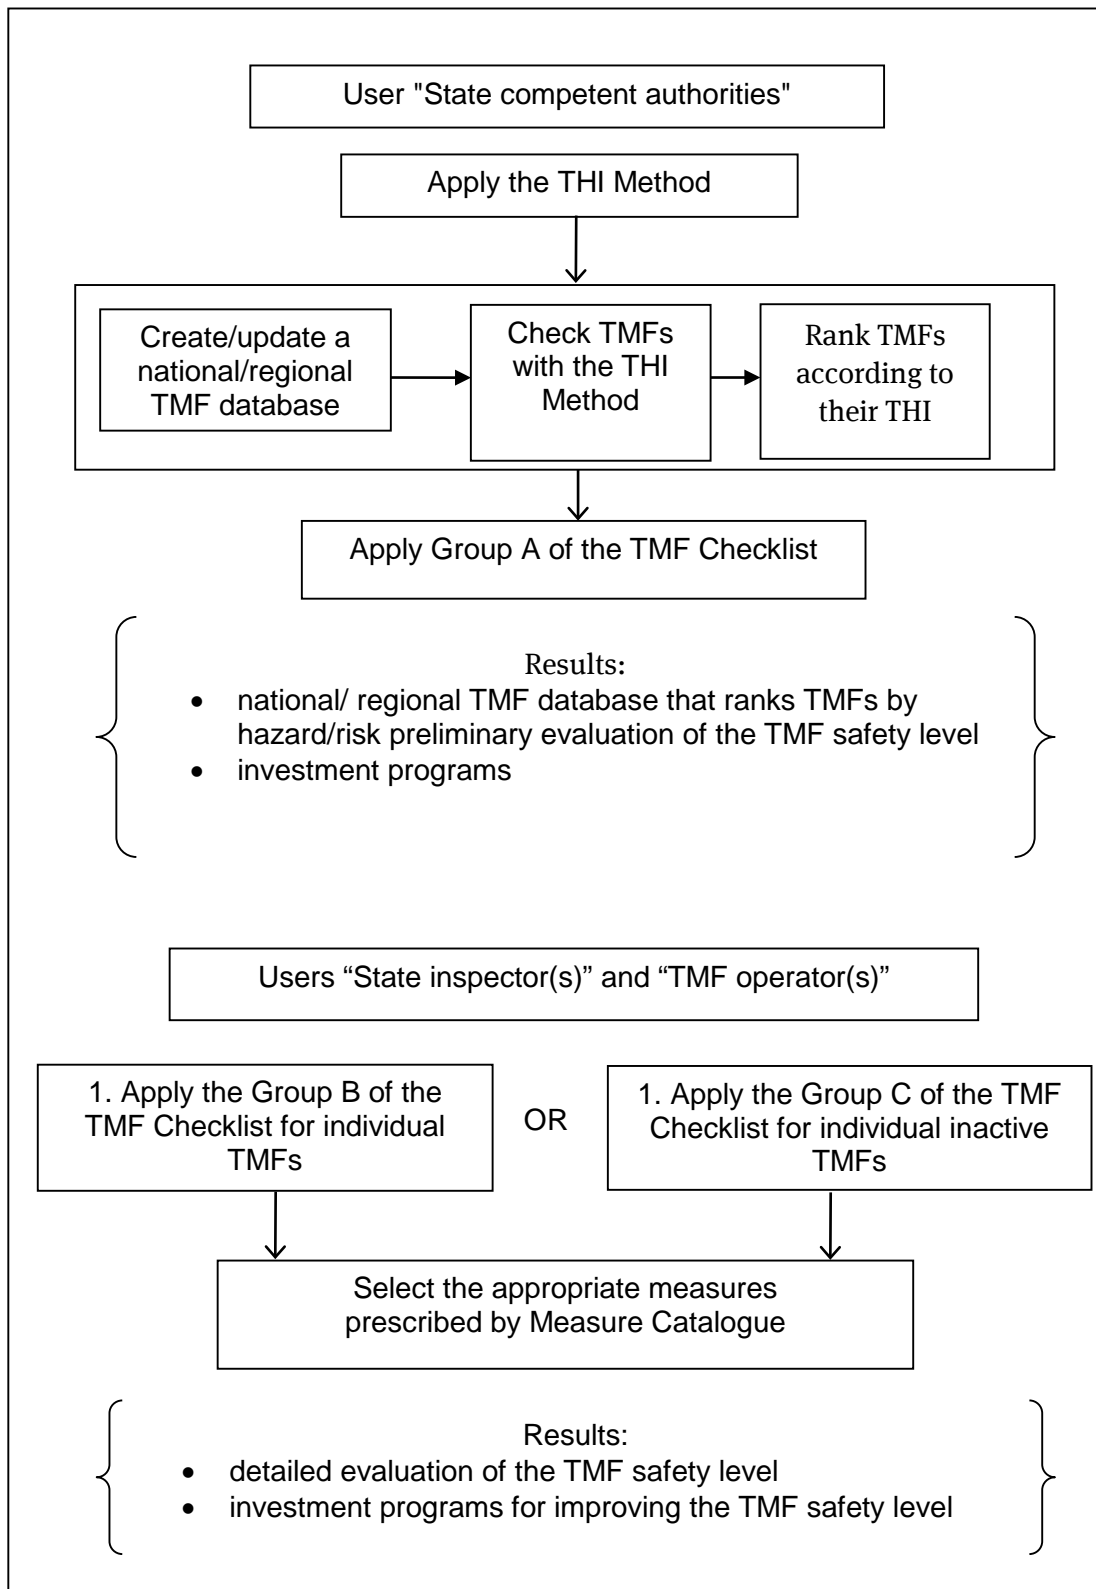 User "State competent authorities"
Apply the THI Method
Create/update a
national/regional
TMF database
Check TMFs
with the THI
Method
Rank TMFs
according to
their THI
Apply Group A of the TMF Checklist
Results:
• national/ regional TMF database that ranks TMFs by
hazard/risk preliminary evaluation of the TMF safety level
• investment programs
Users “State inspector(s)” and “TMF operator(s)”
1. Apply the Group B of the
TMF Checklist for individual
TMFs
OR
1. Apply the Group C of the TMF
Checklist for individual inactive
TMFs
Select the appropriate measures
prescribed by Measure Catalogue
Results:
• detailed evaluation of the TMF safety level
• investment programs for improving the TMF safety level